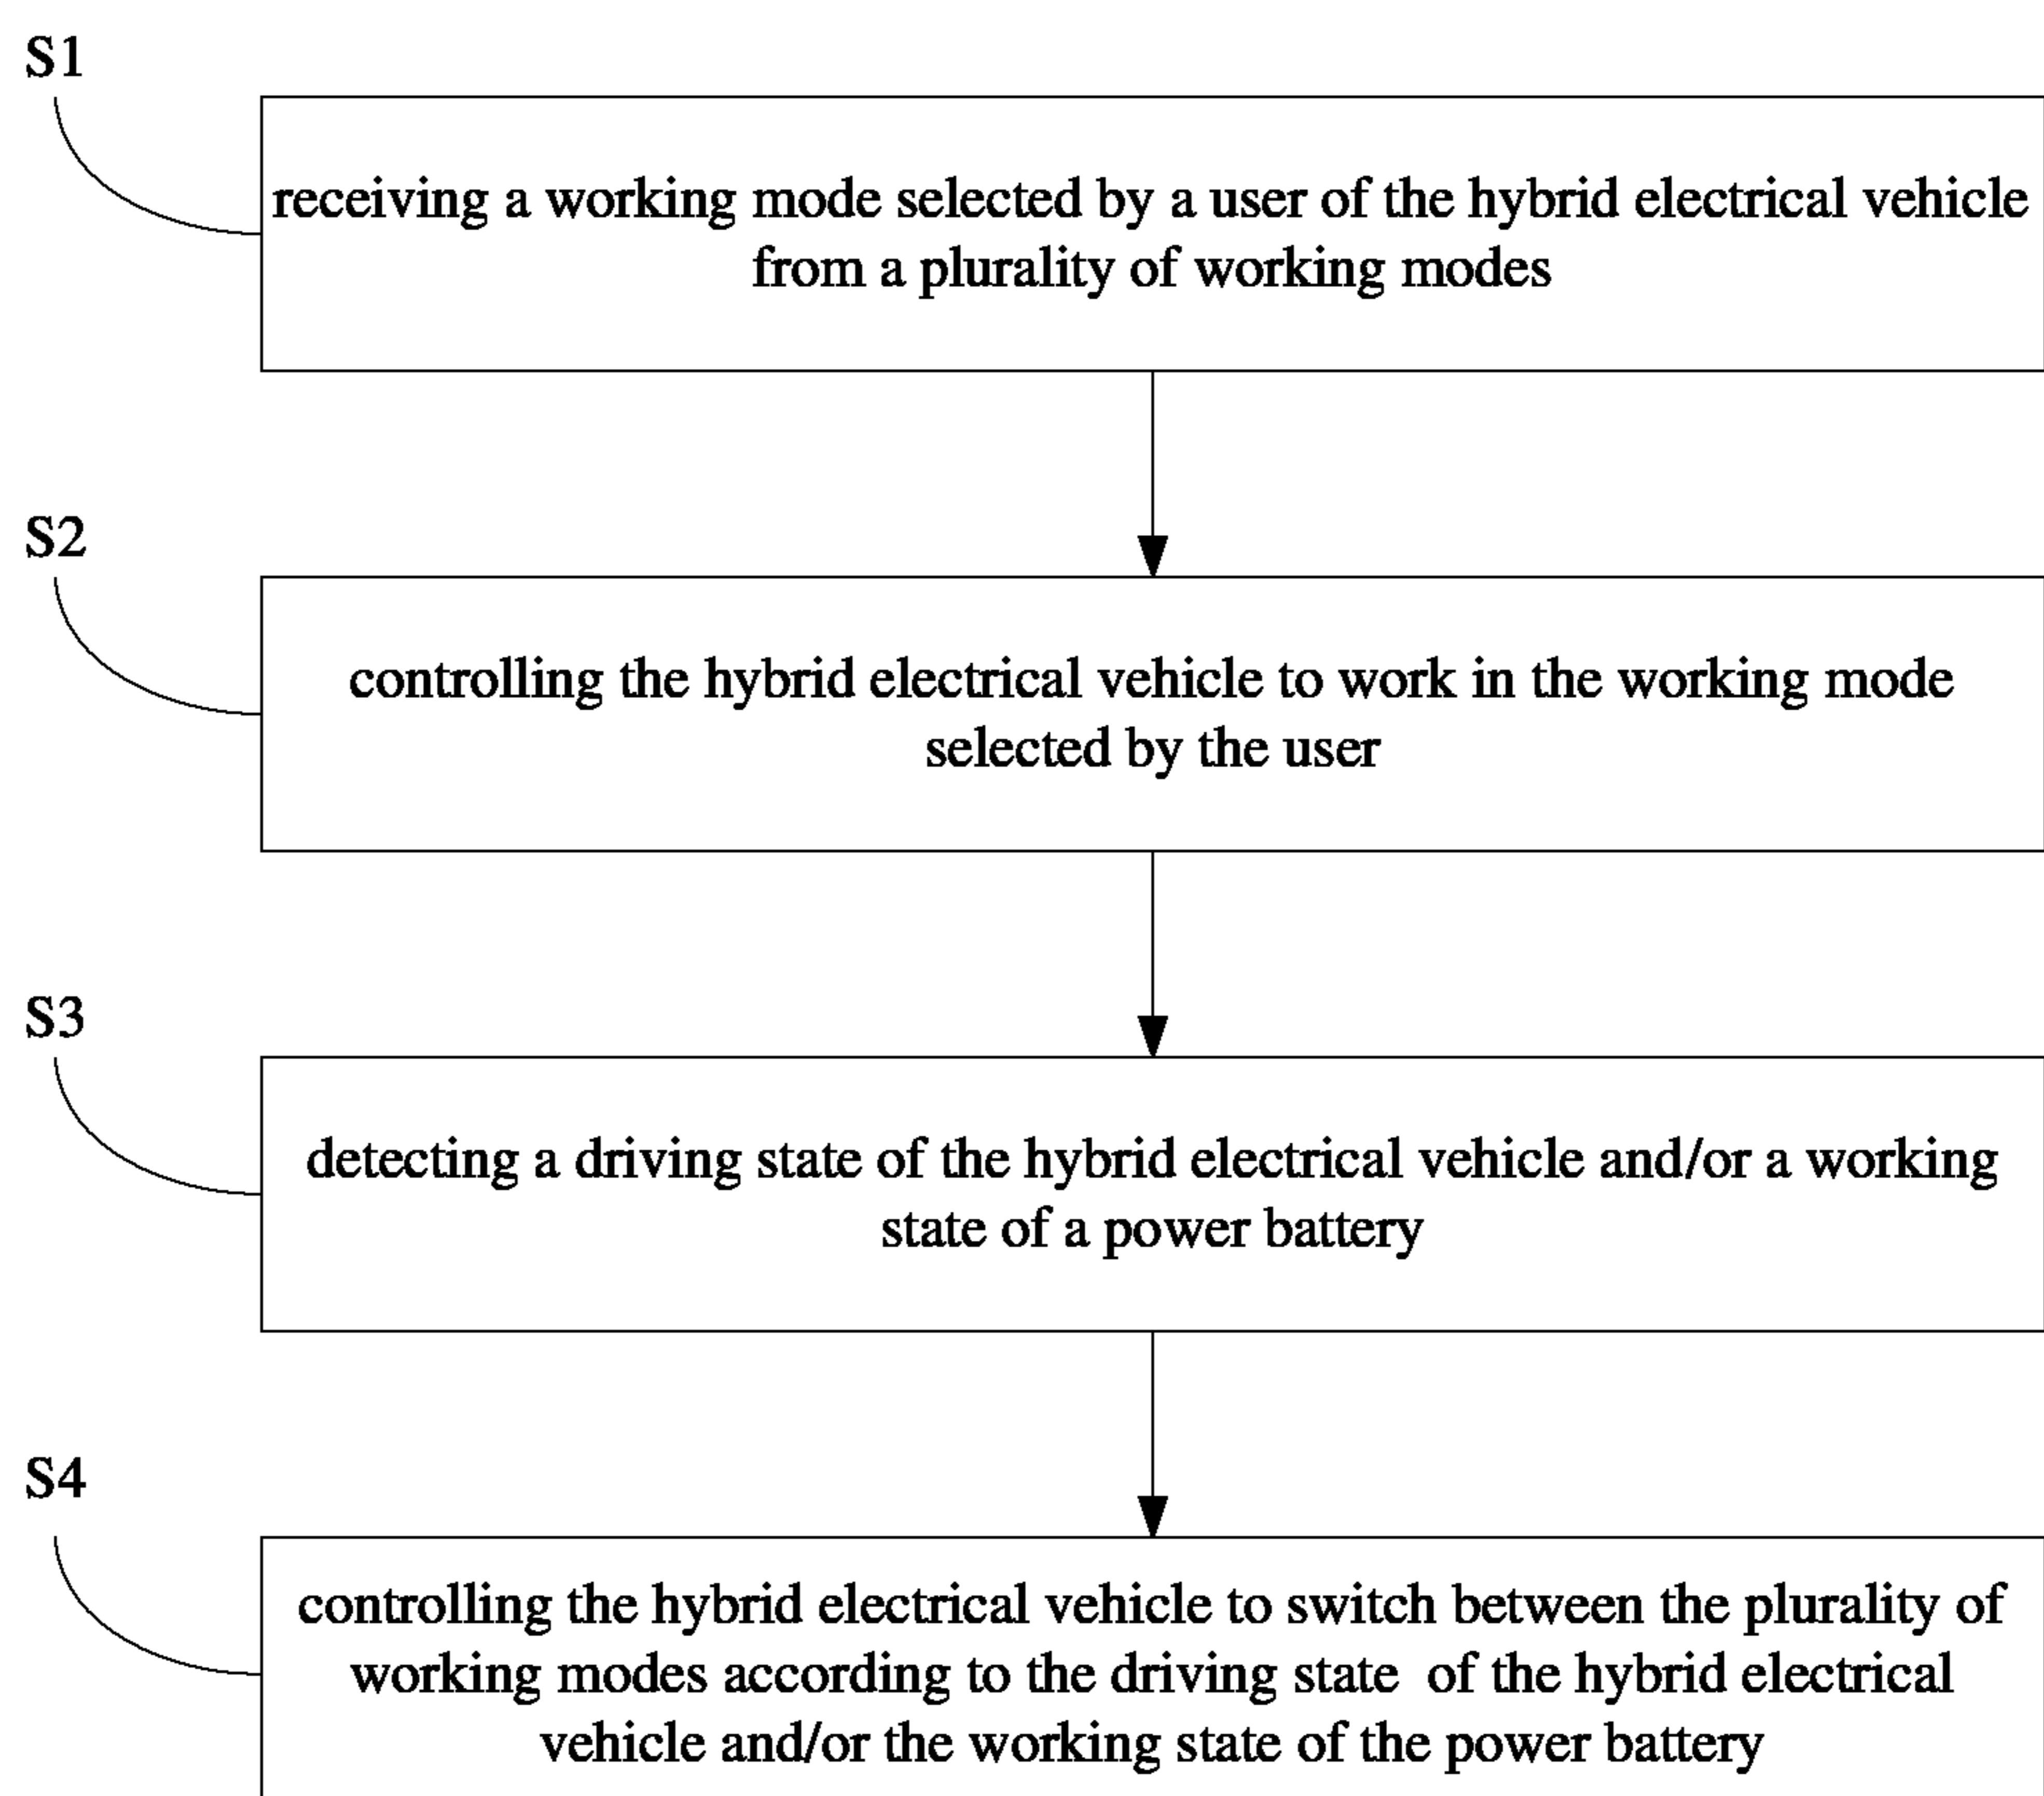 S1
receiving a working mode selected by a user of the hybrid electrical vehicle
from a plurality of working modes
S2
controlling the hybrid electrical vehicle to work in the working mode
selected by the user
S3
detecting a driving state of the hybrid electrical vehicle and/or a working
state of a power battery
S4
controlling the hybrid electrical vehicle to switch between the plurality of
working modes according to the driving state of the hybrid electrical
vehicle and/or the working state of the power battery